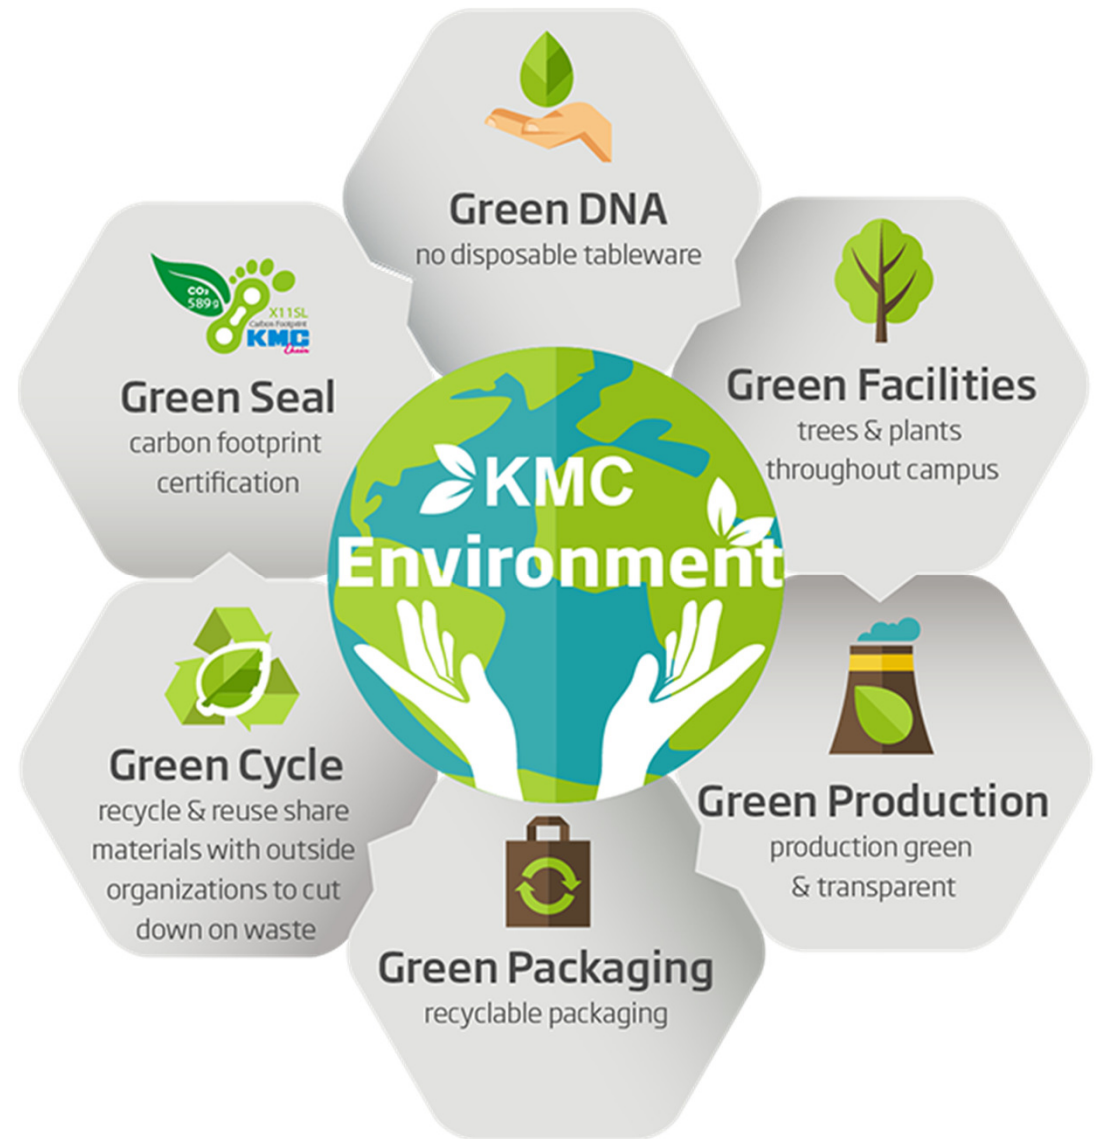 Green DNA
no disposable tableware
Green Facilities
trees & plants
throughout campus
Green Production
production green
& transparent
Green Packaging
recyclable packaging
Green Cycle
recycle & reuse share
materials with outside
organizations to cut
down on waste
CO₂
589g
X11SL
Carbon Footprint
KMC
Chain
Green Seal
carbon footprint
certification
KMC
Environment